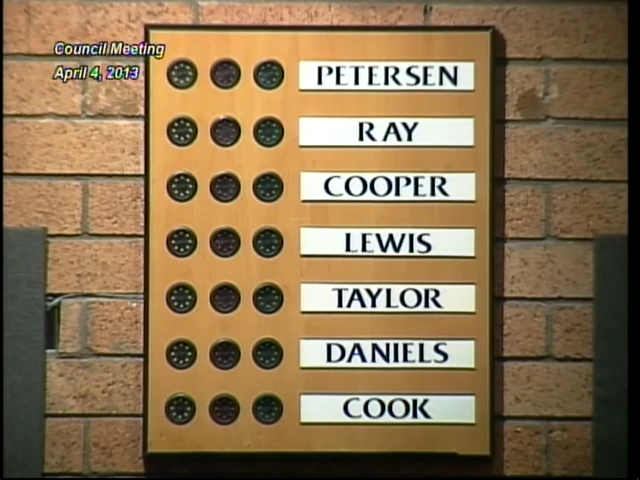 Council Meeting
April 4, 2013
PETERSEN
RAY
COOPER
LEWIS
TAYLOR
DANIELS
COOK